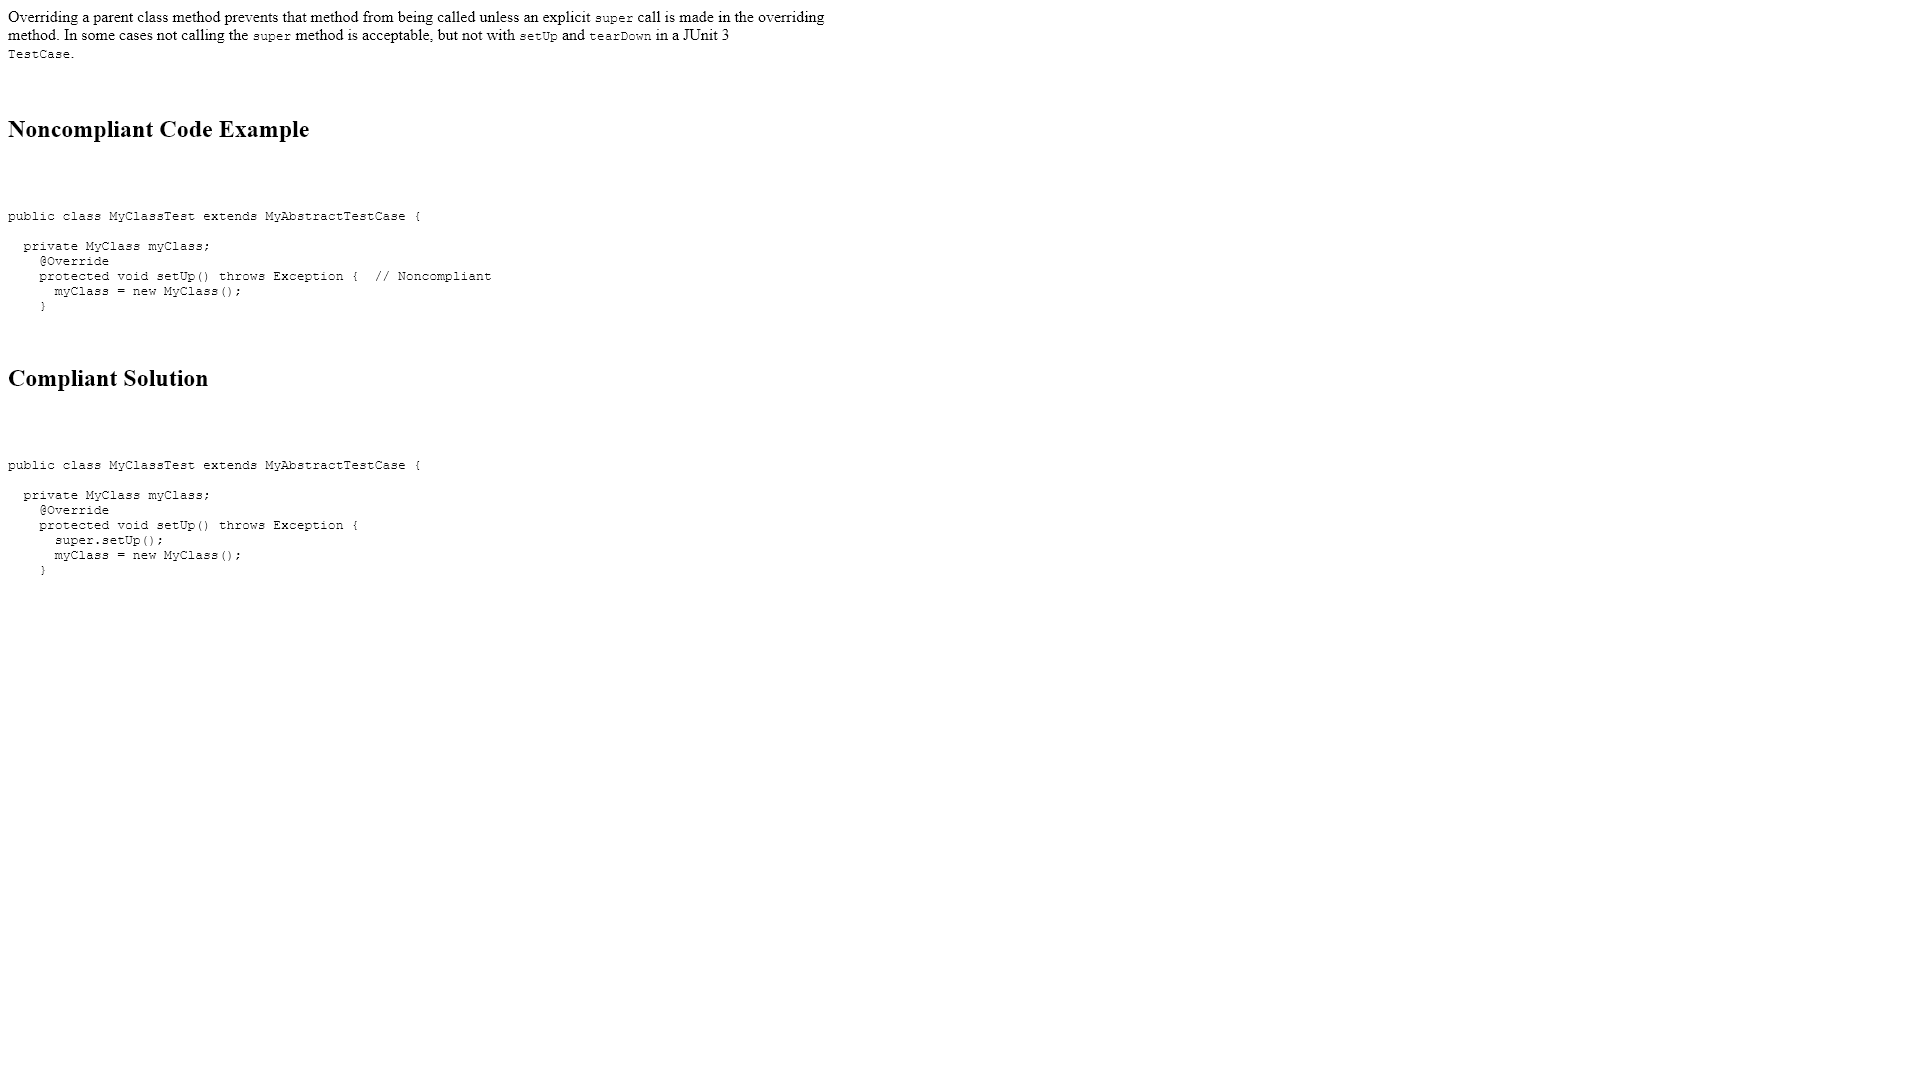 Overriding a parent class method prevents that method from being called unless an explicit super call is made in the overriding
method. In some cases not calling the super method is acceptable, but not with setUp and tearDown in a JUnit 3
TestCase.
Noncompliant Code Example
public class MyClassTest extends MyAbstractTestCase {
  private MyClass myClass;
    @Override
    protected void setUp() throws Exception {  // Noncompliant
      myClass = new MyClass();
    }
Compliant Solution
public class MyClassTest extends MyAbstractTestCase {
  private MyClass myClass;
    @Override
    protected void setUp() throws Exception {
      super.setUp();
      myClass = new MyClass();
    }